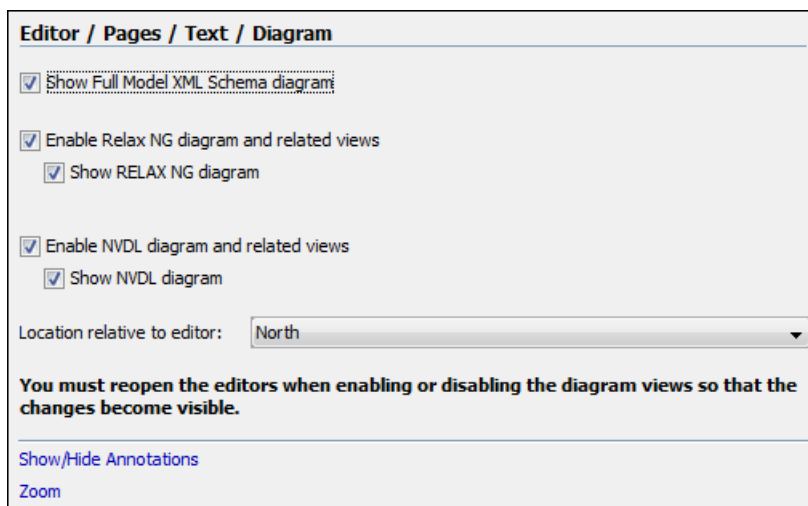 Editor / Pages / Text / Diagram
Show Full Model XML Schema diagram
Enable Relax NG diagram and related views
Show RELAX NG diagram
Enable NVDL diagram and related views
Show NVDL diagram
Location relative to editor: North
You must reopen the editors when enabling or disabling the diagram views so that the
changes become visible.
Show/Hide Annotations
Zoom